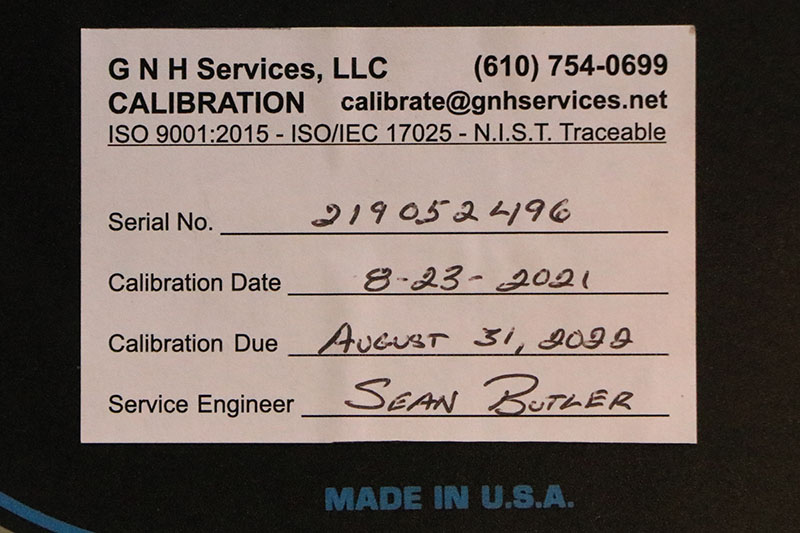 G N H Services, LLC (610) 754-0699
CALIBRATION calibrate@gnhservices.net
ISO 9001:2015 - ISO/IEC 17025 - N.I.S.T. Traceable
Serial No. 219052496
Calibration Date 8-23-2021
Calibration Due AUGUST 31, 2022
Service Engineer SEAN BUTLER
MADE IN U.S.A.